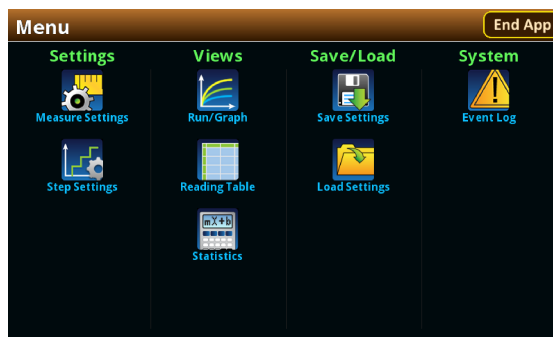 Menu
End App
Settings Views Save/Load System
Measure Settings Run/Graph Save Settings Event Log
Step Settings Reading Table Load Settings
mX+b
Statistics